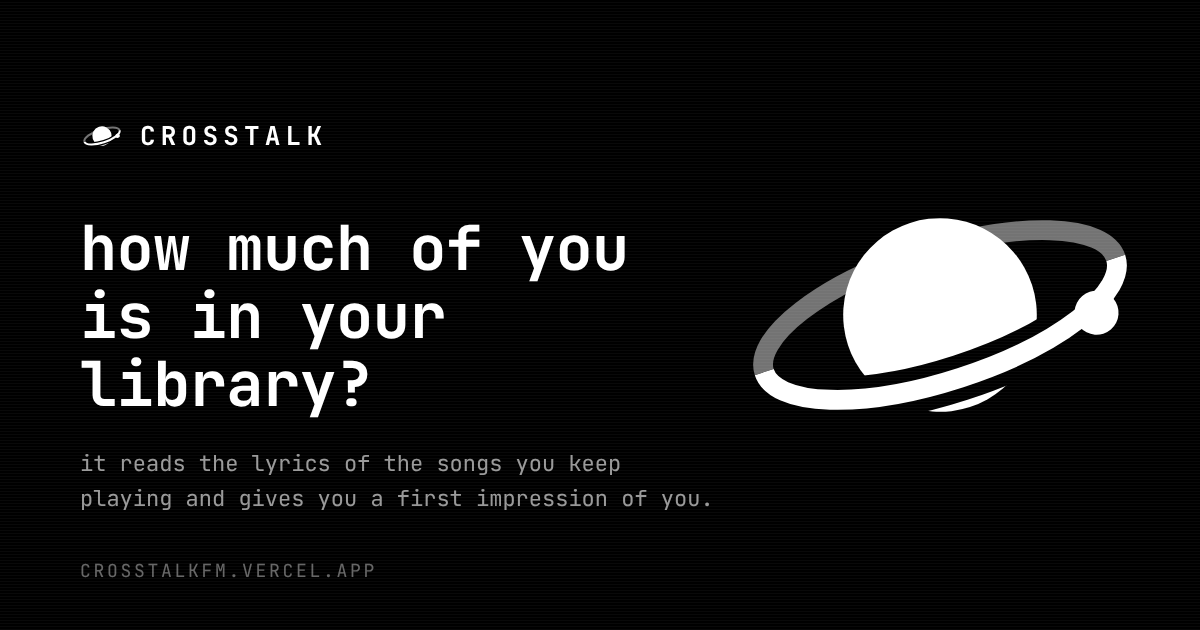 CROSSTALK
how much of you
is in your
library?
it reads the lyrics of the songs you keep
playing and gives you a first impression of you.
CROSSTALKFM.VERCEL.APP